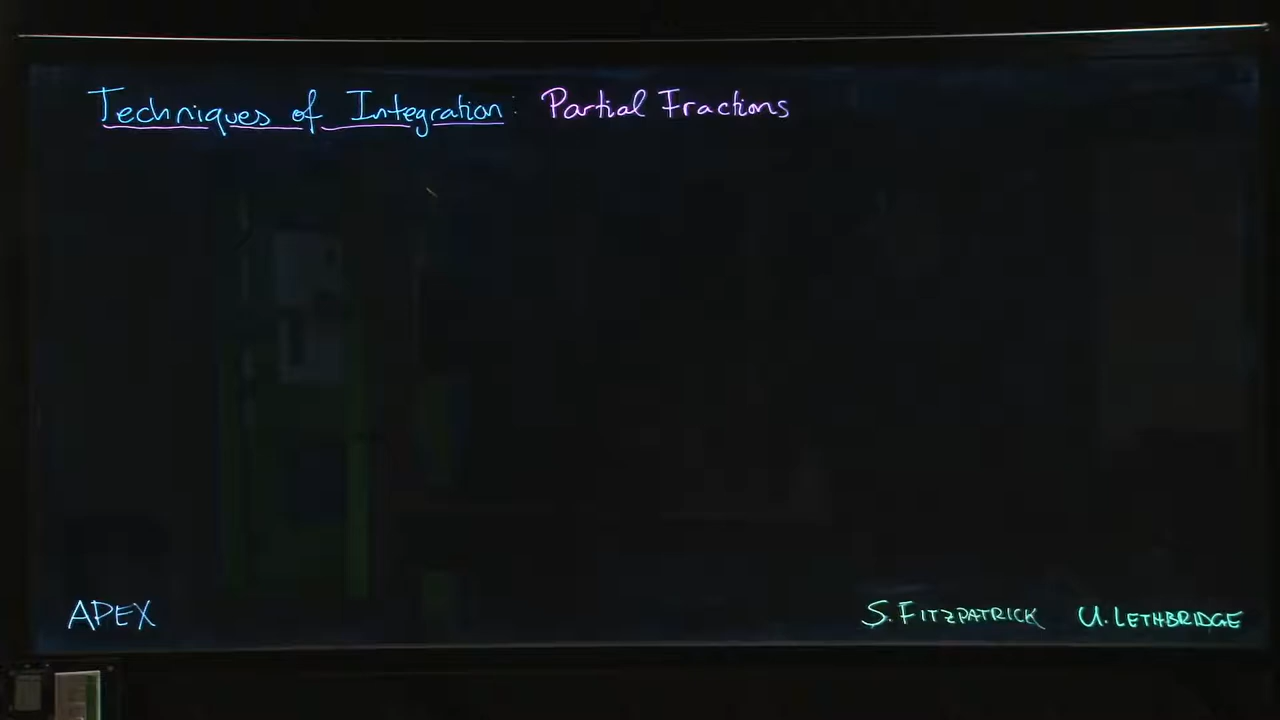 Techniques of Integration: Partial Fractions
APEX
S. FITZPATRICK U. LETHBRIDGE